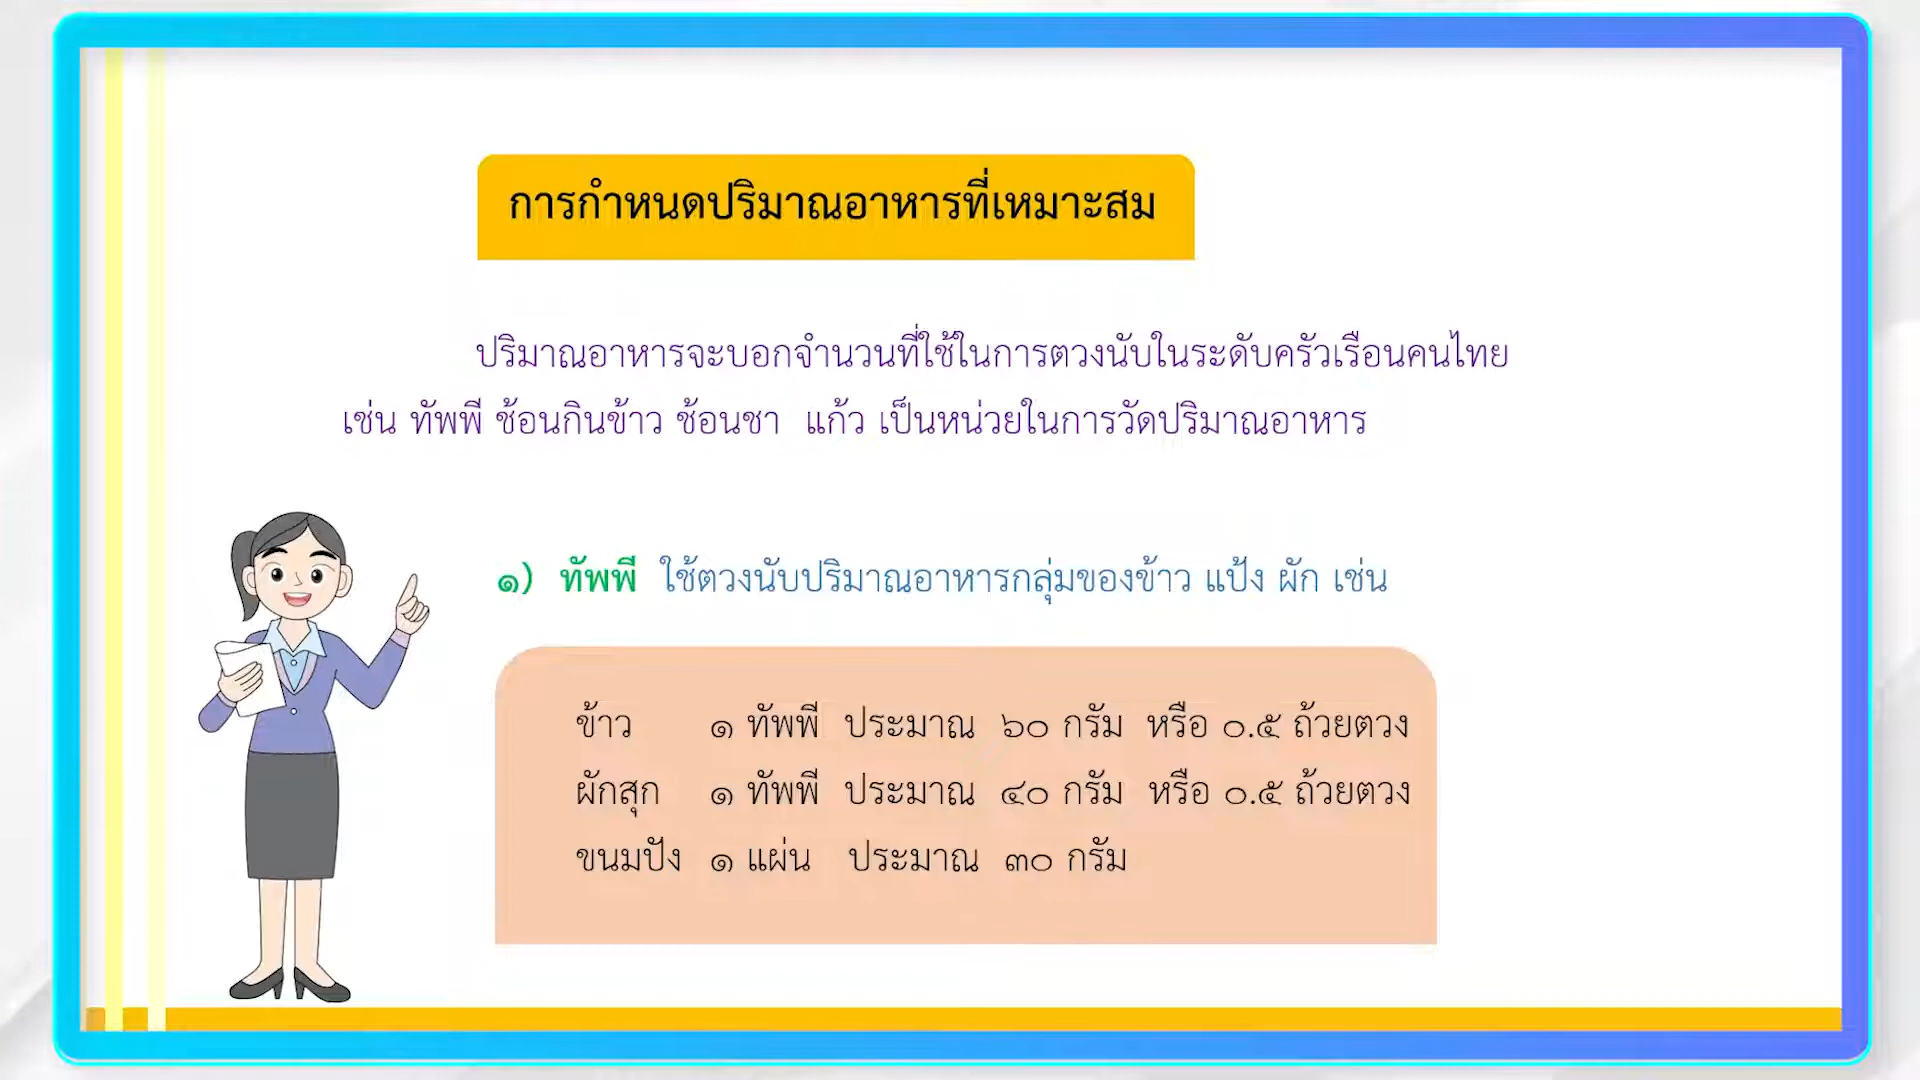 การกำหนดปริมาณอาหารที่เหมาะสม
ปริมาณอาหารจะบอกจำนวนที่ใช้ในการตวงนับในระดับครัวเรือนคนไทย
เช่น ทัพพี ช้อนกินข้าว ช้อนชา แก้ว เป็นหน่วยในการวัดปริมาณอาหาร
๑) ทัพพี ใช้ตวงนับปริมาณอาหารกลุ่มของข้าว แป้ง ผัก เช่น
ข้าว ๑ ทัพพี ประมาณ ๖๐ กรัม หรือ ๐.๕ ถ้วยตวง
ผักสุก ๑ ทัพพี ประมาณ ๔๐ กรัม หรือ ๐.๕ ถ้วยตวง
ขนมปัง ๑ แผ่น ประมาณ ๓๐ กรัม